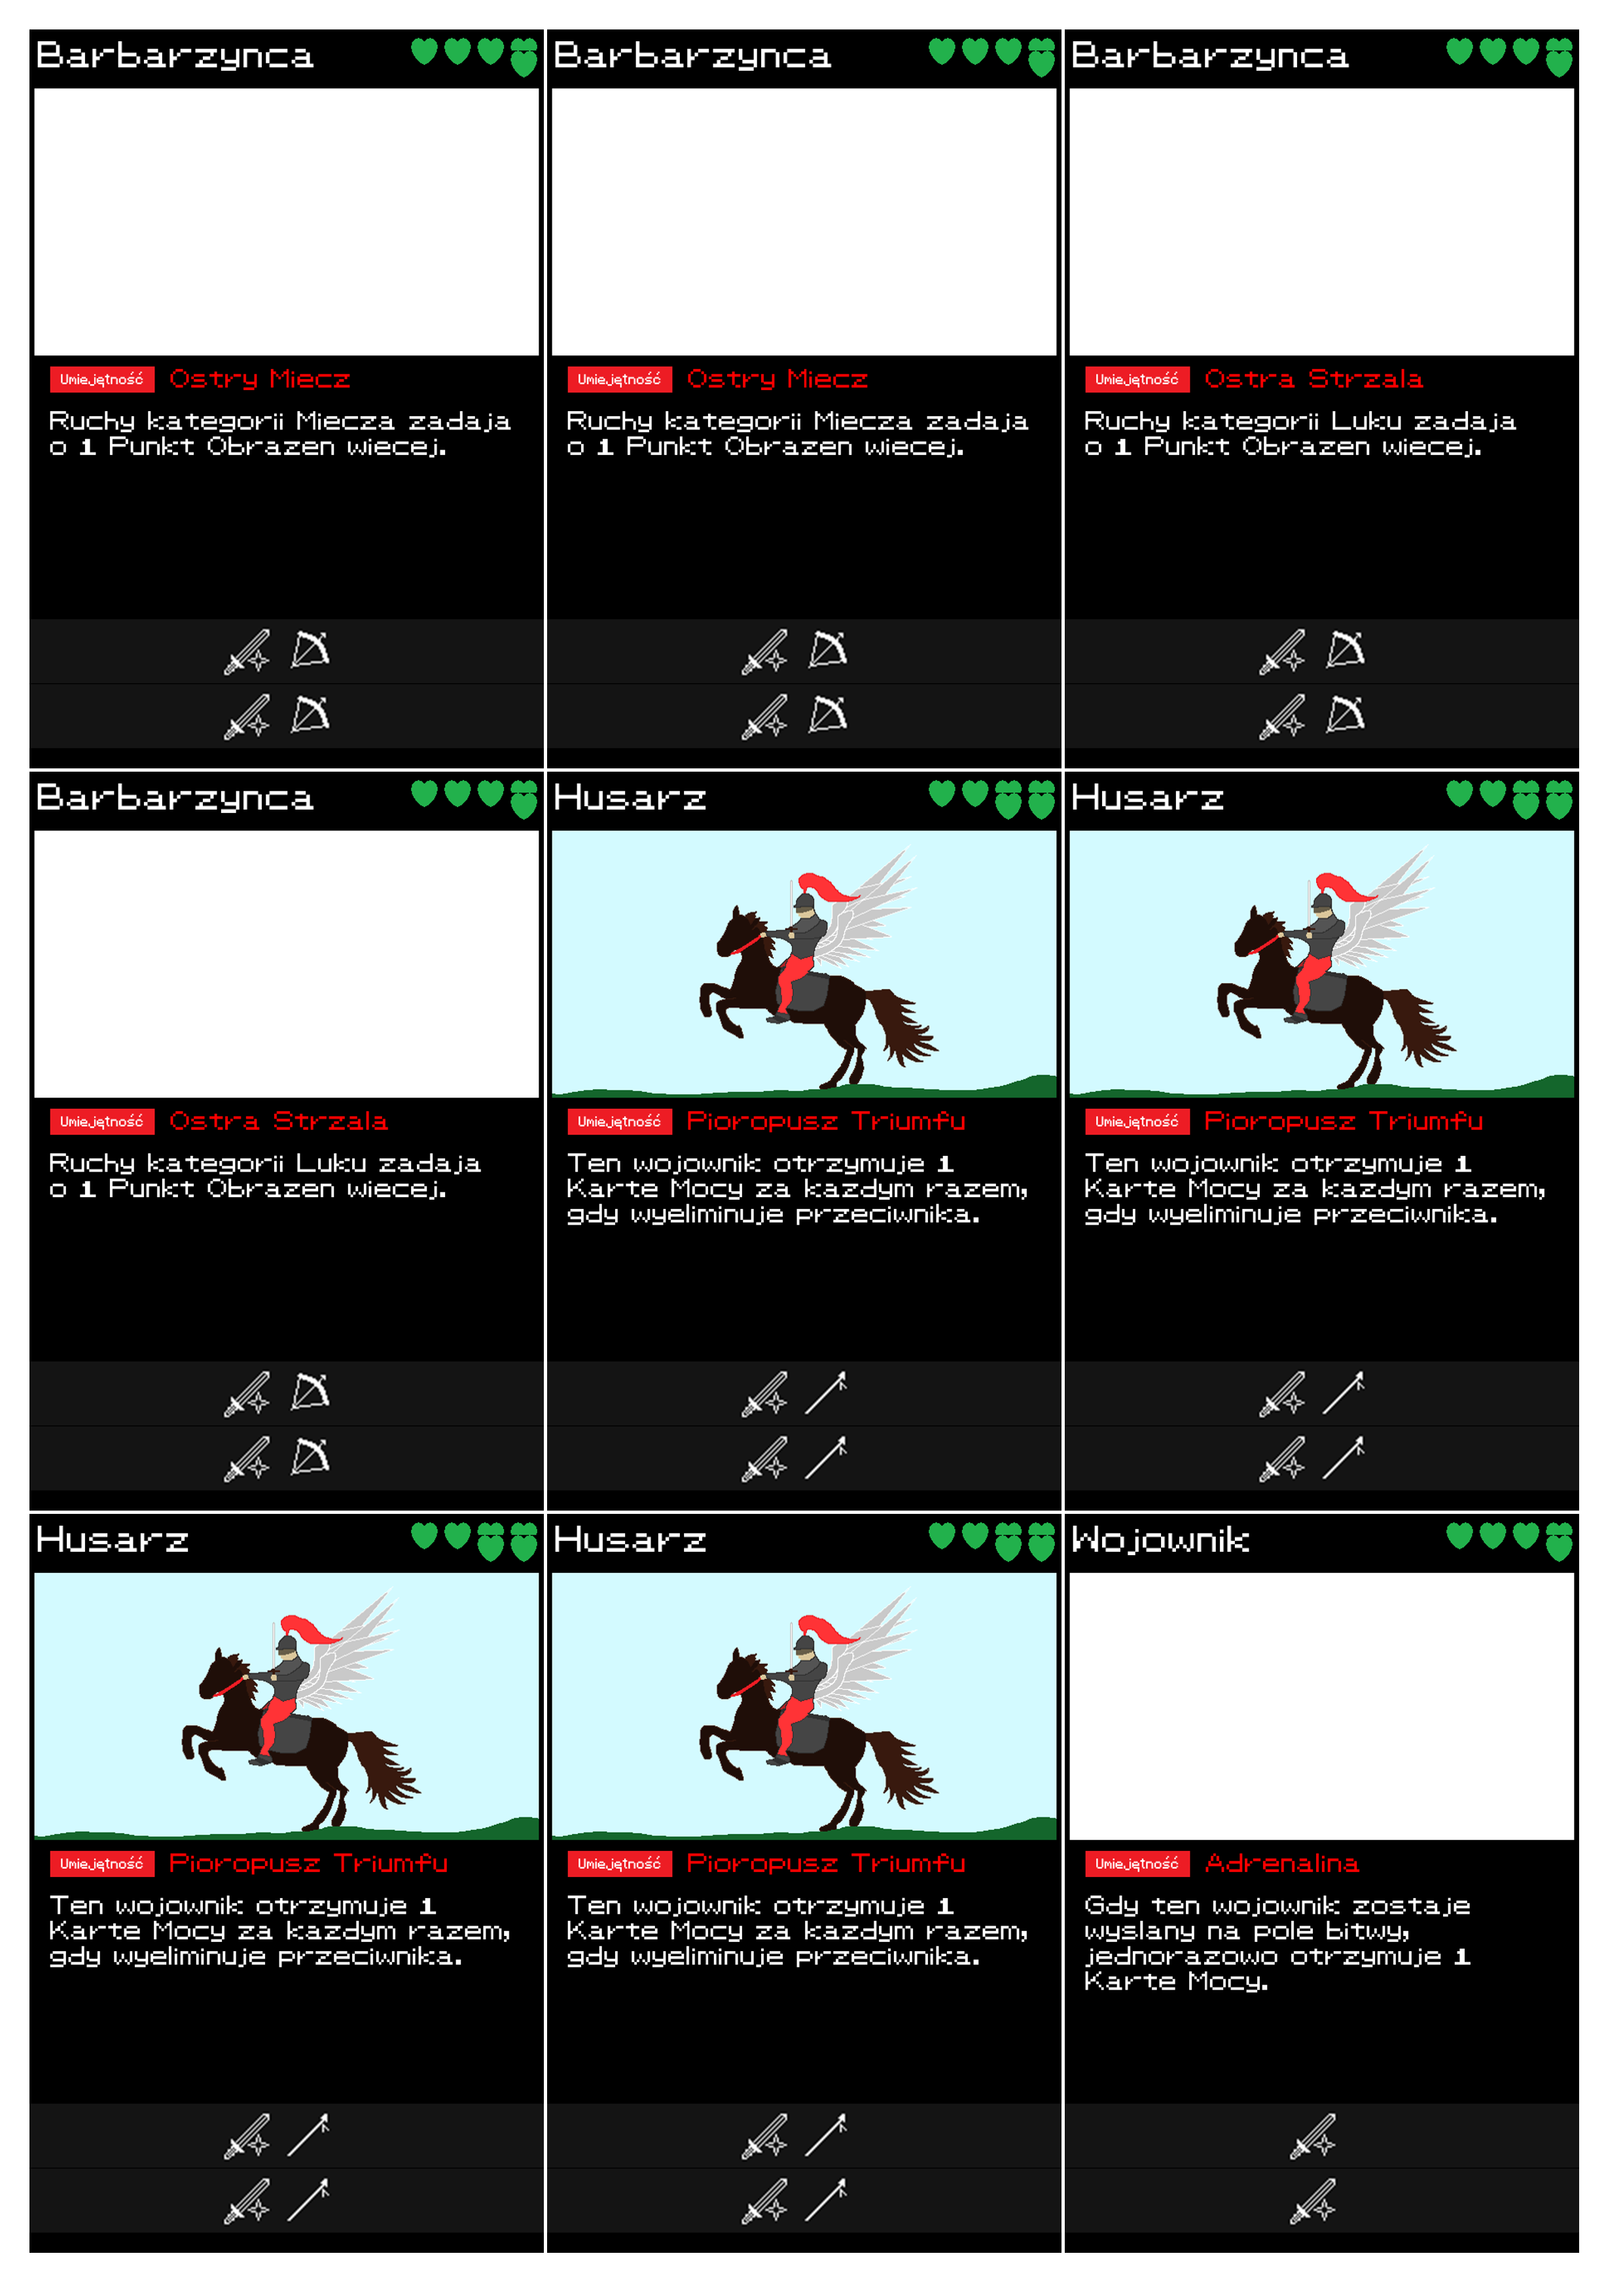 Barbarzynca
Umiejętność Ostry Miecz
Ruchy kategorii Miecza zadaja
o 1 Punkt Obrazen wiecej.
Barbarzynca
Umiejętność Ostry Miecz
Ruchy kategorii Miecza zadaja
o 1 Punkt Obrazen wiecej.
Barbarzynca
Umiejętność Ostra Strzala
Ruchy kategorii Luku zadaja
o 1 Punkt Obrazen wiecej.
Barbarzynca
Umiejętność Ostra Strzala
Ruchy kategorii Luku zadaja
o 1 Punkt Obrazen wiecej.
Husarz
Umiejętność Pioropusz Triumfu
Ten wojownik otrzymuje 1
Karte Mocy za kazdym razem,
gdy wyeliminuje przeciwnika.
Husarz
Umiejętność Pioropusz Triumfu
Ten wojownik otrzymuje 1
Karte Mocy za kazdym razem,
gdy wyeliminuje przeciwnika.
Husarz
Umiejętność Pioropusz Triumfu
Ten wojownik otrzymuje 1
Karte Mocy za kazdym razem,
gdy wyeliminuje przeciwnika.
Husarz
Umiejętność Pioropusz Triumfu
Ten wojownik otrzymuje 1
Karte Mocy za kazdym razem,
gdy wyeliminuje przeciwnika.
Wojownik
Umiejętność Adrenalina
Gdy ten wojownik zostaje
wyslany na pole bitwy,
jednorazowo otrzymuje 1
Karte Mocy.